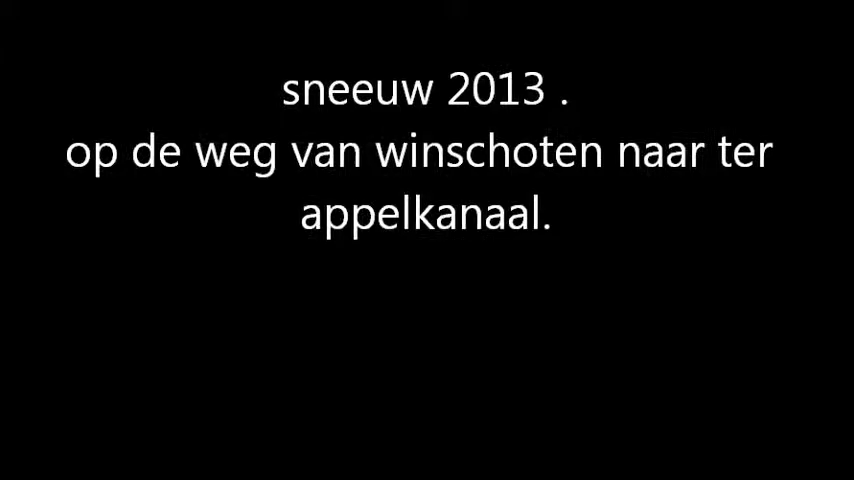 sneeuw 2013 .
op de weg van winschoten naar ter
appelkanaal.